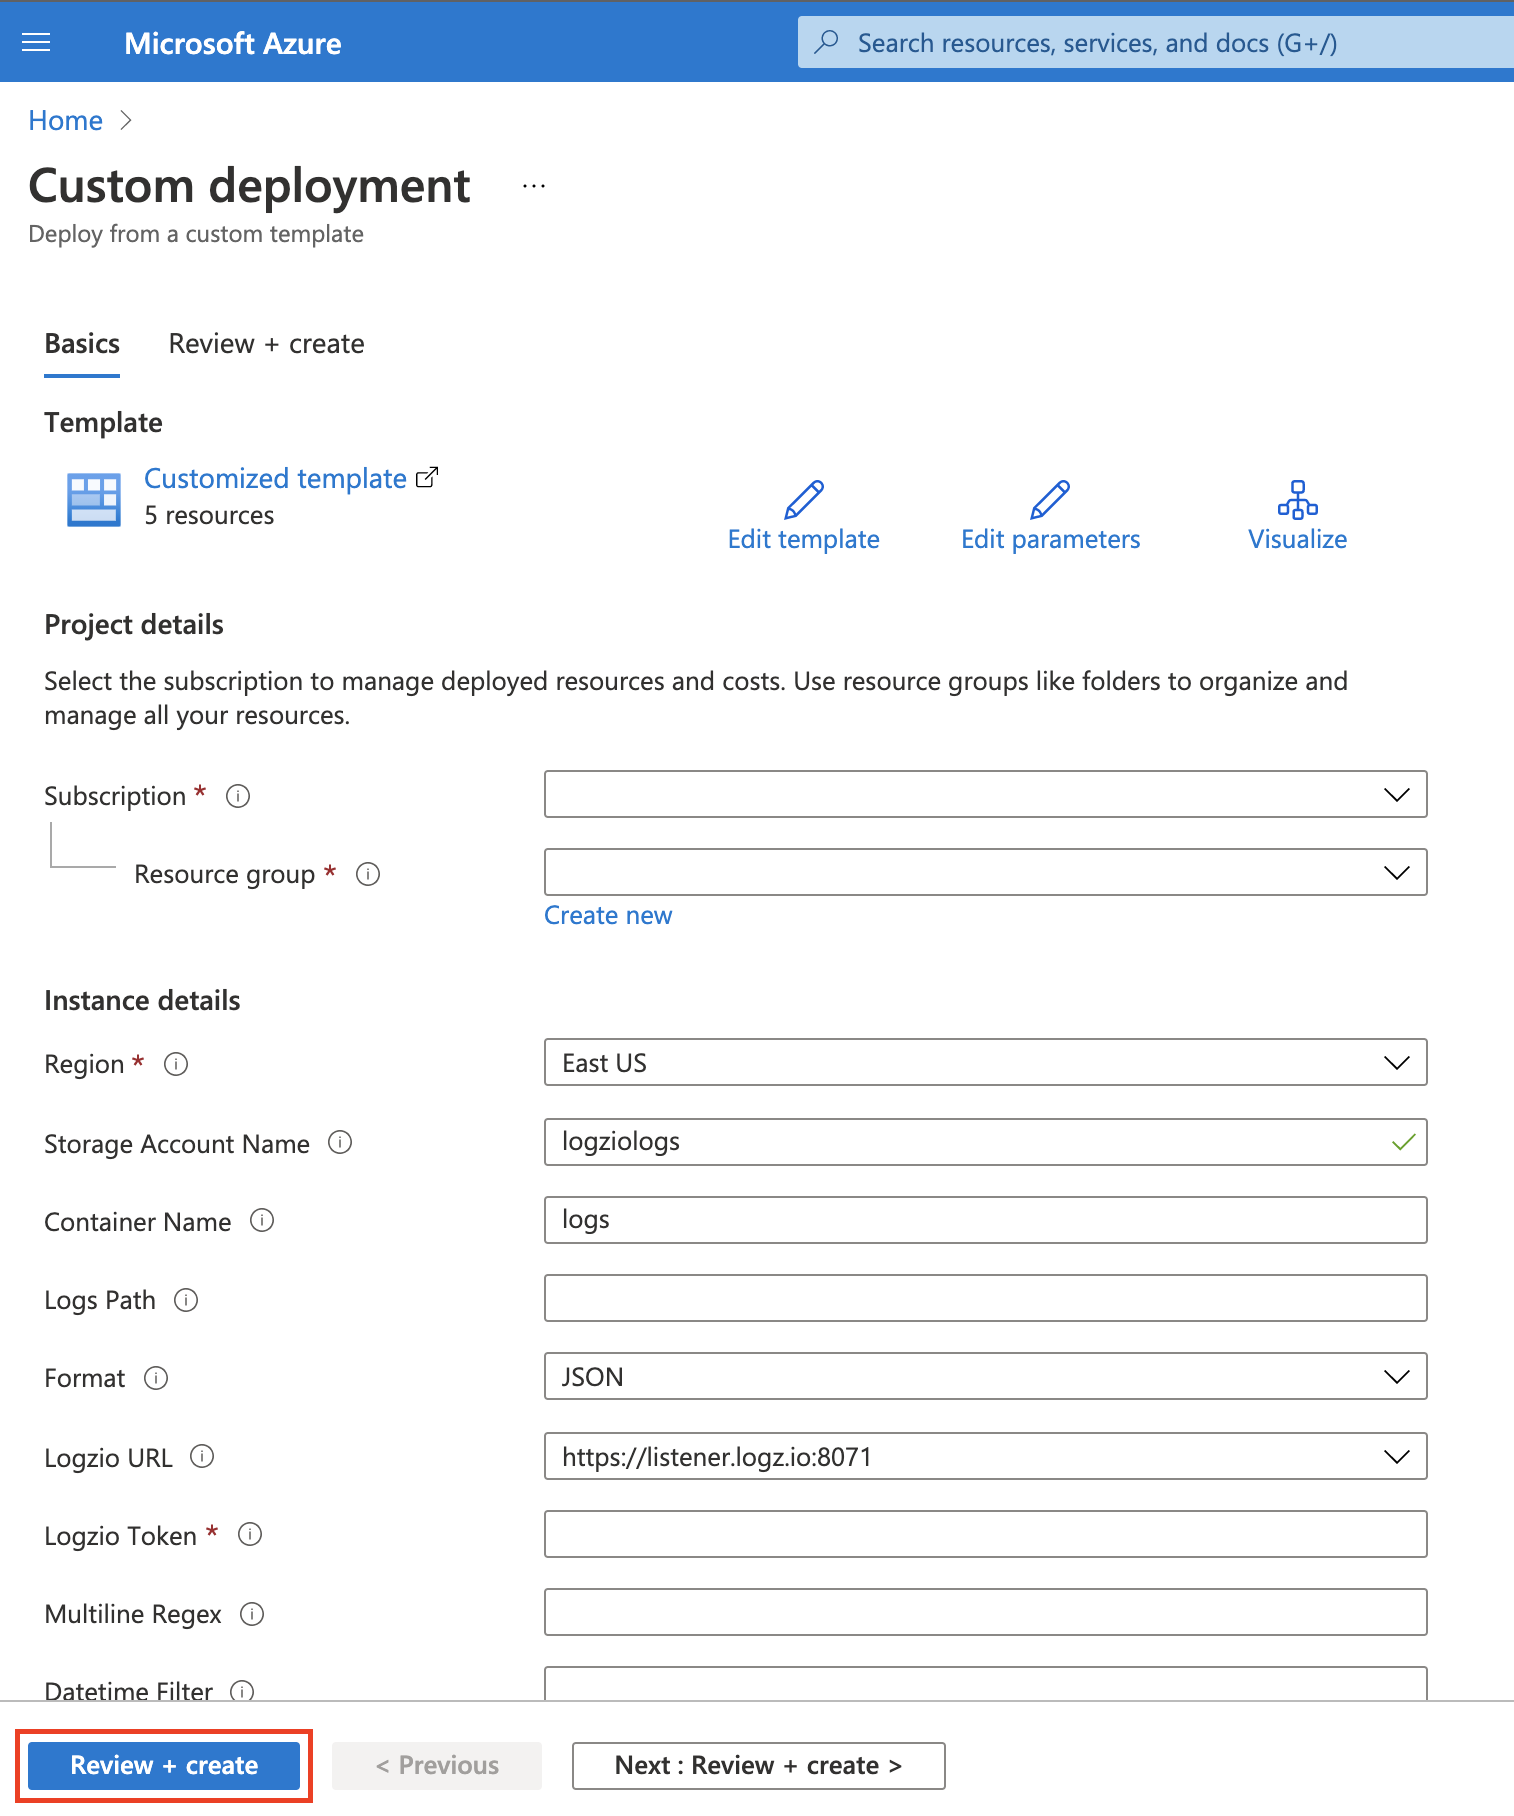 Microsoft Azure
Search resources, services, and docs (G+/)
Home >
Custom deployment ...
Deploy from a custom template
Basics Review + create
Template
Customized template
5 resources
Edit template Edit parameters Visualize
Project details
Select the subscription to manage deployed resources and costs. Use resource groups like folders to organize and
manage all your resources.
Subscription *
Resource group *
Create new
Instance details
Region * East US
Storage Account Name logziologs
Container Name logs
Logs Path
Format JSON
Logzio URL https://listener.logz.io:8071
Logzio Token *
Multiline Regex
Datetime Filter
Review + create < Previous Next : Review + create >